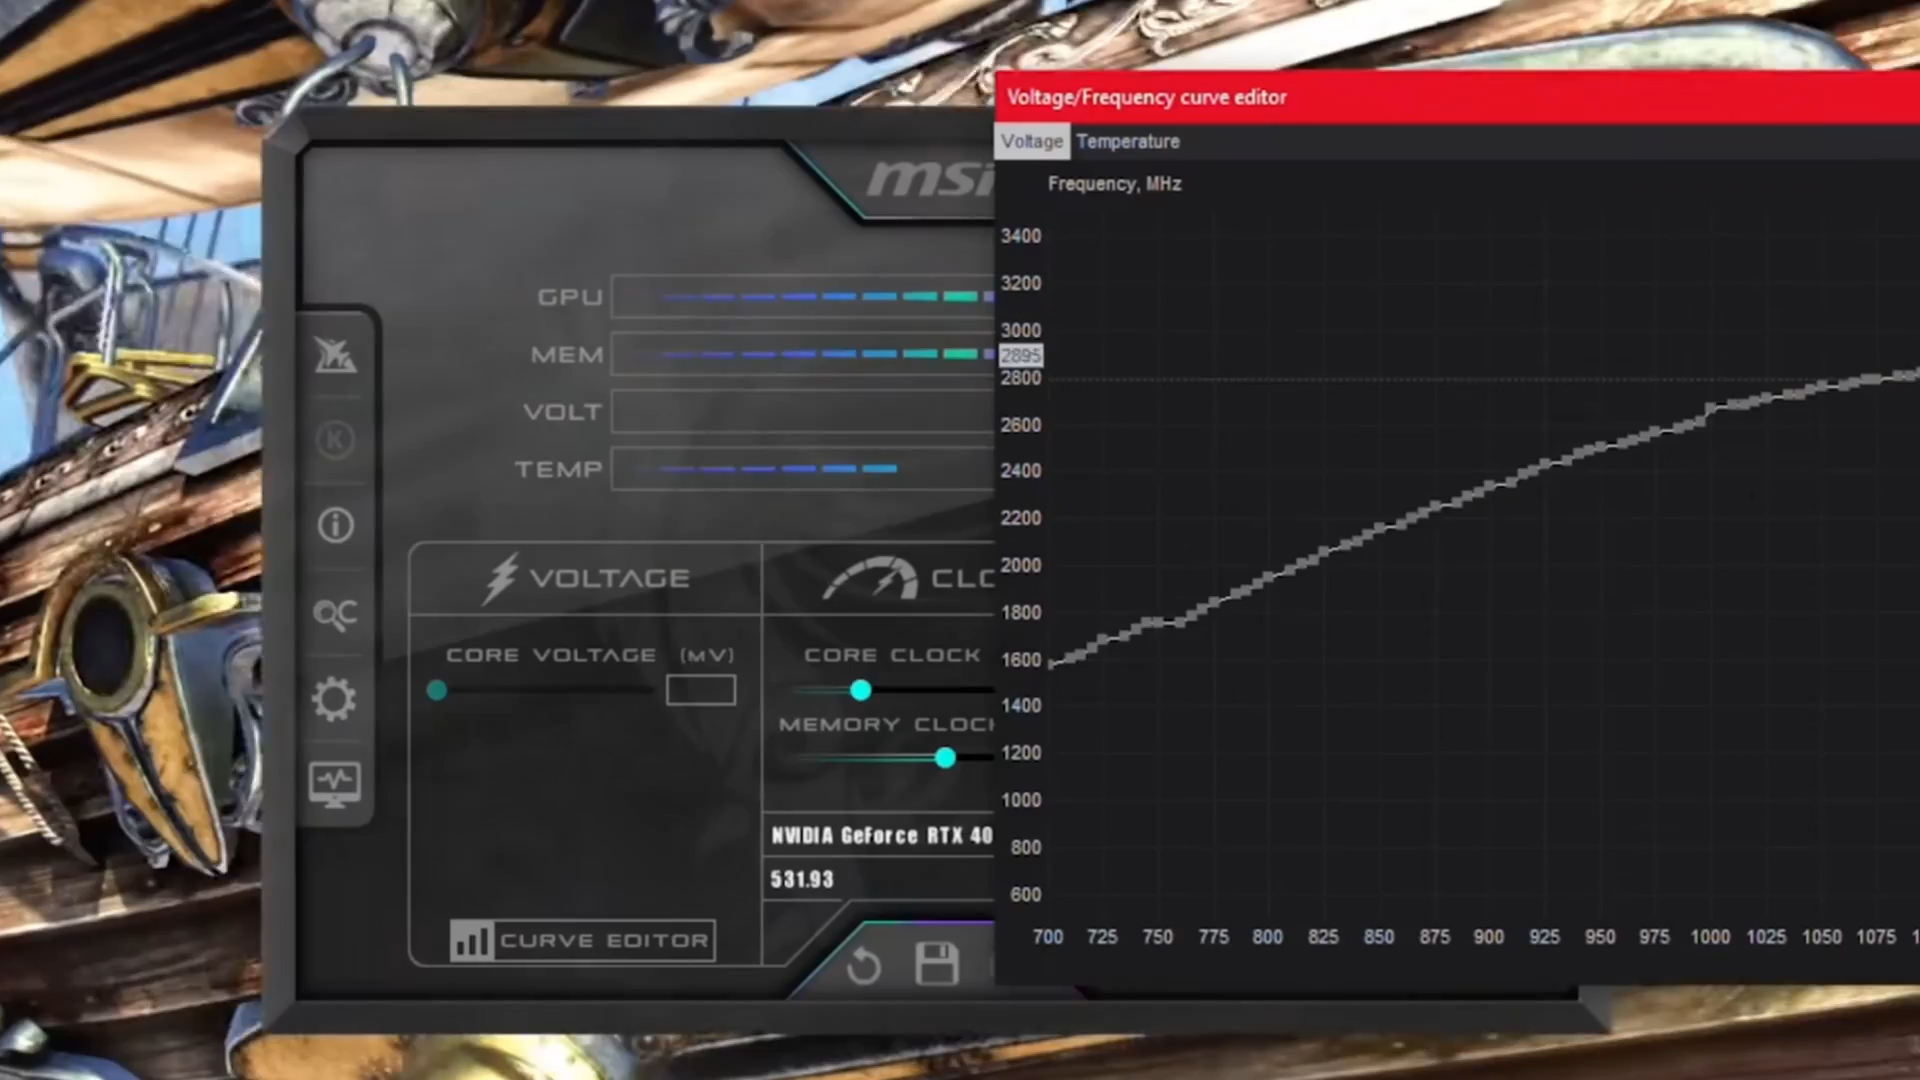 msi
GPU
MEM
VOLT
TEMP
VOLTAGE
CORE VOLTAGE (MV)
CORE CLOCK
MEMORY CLOCK
NVIDIA GeForce RTX 40
531.93
CURVE EDITOR
K
OC
Voltage/Frequency curve editor
Voltage Temperature
Frequency, MHz
3400
3200
3000
2895
2800
2600
2400
2200
2000
1800
1600
1400
1200
1000
800
600
700 725 750 775 800 825 850 875 900 925 950 975 1000 1025 1050 1075